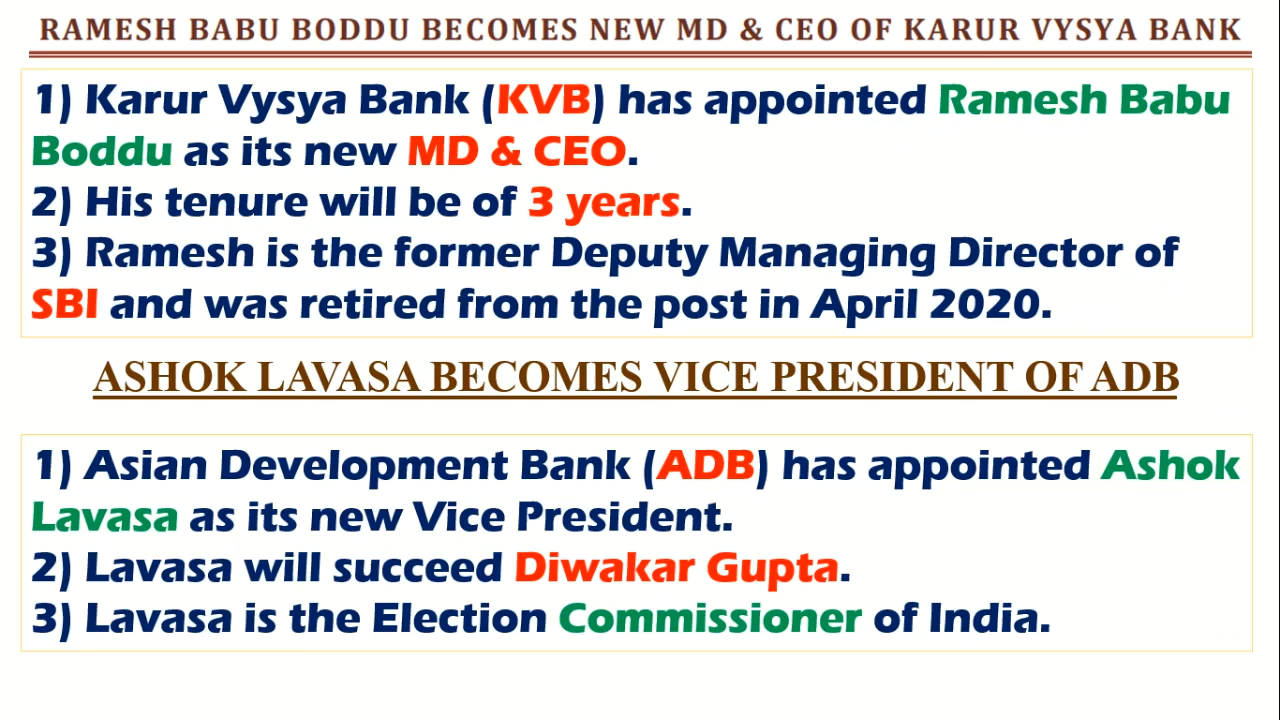 RAMESH BABU BODDU BECOMES NEW MD & CEO OF KARUR VYSYA BANK
1) Karur Vysya Bank (KVB) has appointed Ramesh Babu
Boddu as its new MD & CEO.
2) His tenure will be of 3 years.
3) Ramesh is the former Deputy Managing Director of
SBI and was retired from the post in April 2020.
ASHOK LAVASA BECOMES VICE PRESIDENT OF ADB
1) Asian Development Bank (ADB) has appointed Ashok
Lavasa as its new Vice President.
2) Lavasa will succeed Diwakar Gupta.
3) Lavasa is the Election Commissioner of India.